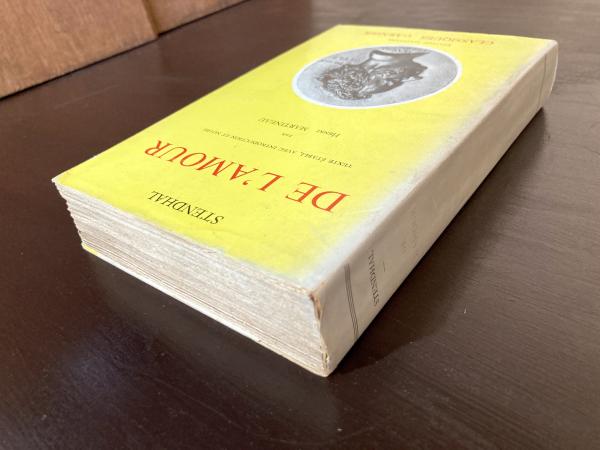 STENDHAL
DE L'AMOUR
TEXTE ÉTABLI, AVEC INTRODUCTION ET NOTES
PAR
Henri MARTINEAU
CLASSIQUES GARNIER
STENDHAL